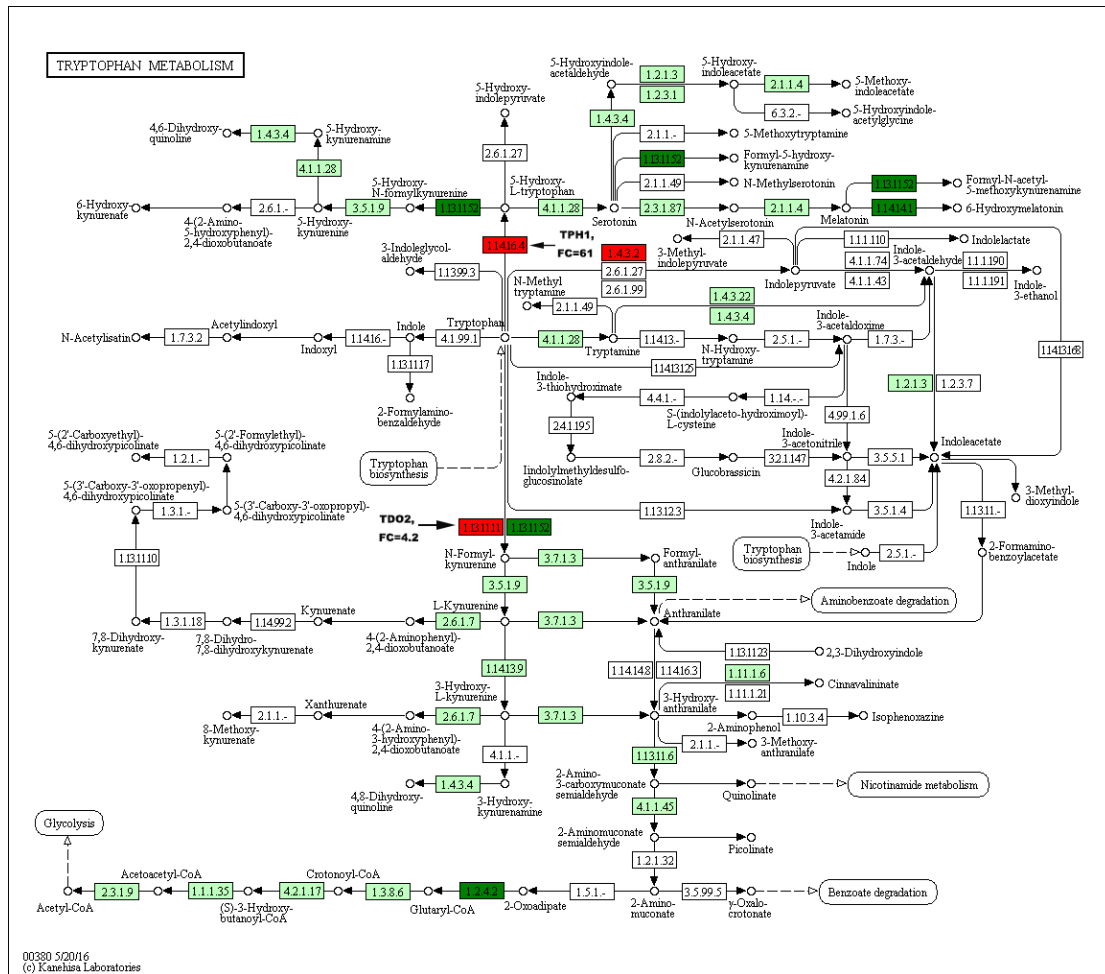 TRYPTOPHAN METABOLISM
5-Hydroxyindole-
acetaldehyde
1.2.1.3
1.2.3.1
5-Hydroxy-
indoleacetate
2.1.1.4
5-Methoxy-
indoleacetate
6.3.2.-
5-Hydroxyindole-
acetylglycine
5-Hydroxy-
indolepyruvate
1.4.3.4
4,6-Dihydroxy-
quinoline
1.4.3.4
5-Hydroxy-
kynurenamine
2.6.1.27
2.1.1.-
5-Methoxytryptamine
4.1.1.28
1.13.11.52
Formyl-5-hydroxy-
kynurenamine
5-Hydroxy-
N-formylkynurenine
5-Hydroxy-
L-tryptophan
2.1.1.49
N-Methylserotonin
1.13.11.52
Formyl-N-acetyl-
5-methoxykynurenamine
6-Hydroxy-
kynurenate
2.6.1.-
4-(2-Amino-
5-hydroxyphenyl)-
2,4-dioxobutanoate
5-Hydroxy-
kynurenine
3.5.1.9
1.13.11.52
4.1.1.28
Serotonin
2.3.1.87
N-Acetylserotonin
2.1.1.4
Melatonin
1.14.14.1
6-Hydroxymelatonin
1.14.16.4
TPH1,
FC=61
3-Indoleglycol-
aldehyde
1.13.99.3
1.4.3.2
2.6.1.27
2.6.1.99
3-Methyl-
indolepyruvate
2.1.1.47
Indolepyruvate
1.1.1.110
Indolelactate
4.1.1.74
4.1.1.43
Indole-
3-acetaldehyde
1.1.1.190
1.1.1.191
Indole-
3-ethanol
N-Methyl
tryptamine
2.1.1.49
1.4.3.22
1.4.3.4
N-Acetylisatin
1.7.3.2
Acetylindoxyl
Indoxyl
1.14.16.-
Indole
4.1.99.1
Tryptophan
4.1.1.28
Tryptamine
1.14.13.-
N-Hydroxy-
tryptamine
2.5.1.-
Indole-
3-acetaldoxime
1.7.3.-
1.14.13.168
1.13.11.17
2-Formylamino-
benzaldehyde
1.14.13.125
Indole-
3-thiohydroximate
4.4.1.-
1.14.-.-
S-(indolylaceto-hydroximoyl)-
L-cysteine
1.2.1.3
1.2.3.7
2.4.1.195
4.99.1.6
5-(2'-Carboxyethyl)-
4,6-dihydroxypicolinate
5-(2'-Formylethyl)-
4,6-dihydroxypicolinate
1.2.1.-
Tryptophan
biosynthesis
Iindolylmethyldesulfo-
glucosinolate
2.8.2.-
Glucobrassicin
3.2.1.147
Indole-
3-acetonitrile
3.5.5.1
Indoleacetate
4.2.1.84
5-(3'-Carboxy-3'-oxopropenyl)-
4,6-dihydroxypicolinate
1.3.1.-
5-(3'-Carboxy-3'-oxopropyl)-
4,6-dihydroxypicolinate
3-Methyl-
dioxyindole
1.13.12.3
Indole-
3-acetamide
3.5.1.4
1.13.11.-
TDO2,
FC=4.2
1.13.11.11
1.13.11.52
1.13.11.10
N-Formyl-
kynurenine
3.7.1.3
Formyl-
anthranilate
Tryptophan
biosynthesis
Indole
2.5.1.-
2-Formamino-
benzoylacetate
3.5.1.9
3.5.1.9
Aminobenzoate degradation
7,8-Dihydroxy-
kynurenate
1.3.1.18
7,8-Dihydro-
7,8-dihydroxykynurenate
1.14.99.2
Kynurenate
2.6.1.7
4-(2-Aminophenyl)-
2,4-dioxobutanoate
L-Kynurenine
3.7.1.3
Anthranilate
1.13.11.23
2,3-Dihydroxyindole
1.14.13.9
1.14.14.8
1.14.16.3
1.11.1.6
1.11.1.21
Cinnavalininate
8-Methoxy-
kynurenate
2.1.1.-
Xanthurenate
2.6.1.7
4-(2-Amino-
3-hydroxyphenyl)-
2,4-dioxobutanoate
3-Hydroxy-
L-kynurenine
3.7.1.3
3-Hydroxy-
anthranilate
2-Aminophenol
1.10.3.4
Isophenoxazine
2.1.1.-
3-Methoxy-
anthranilate
4.1.1.-
1.13.11.6
4,8-Dihydroxy-
quinoline
1.4.3.4
3-Hydroxy-
kynurenamine
2-Amino-
3-carboxymuconate
semialdehyde
Quinolinate
Nicotinamide metabolism
4.1.1.45
Glycolysis
2-Aminomuconate
semialdehyde
Picolinate
1.2.1.32
Acetyl-CoA
2.3.1.9
Acetoacetyl-CoA
1.1.1.35
(S)-3-Hydroxy-
butanoyl-CoA
4.2.1.17
Crotonoyl-CoA
1.3.8.6
Glutaryl-CoA
1.2.4.2
2-Oxoadipate
1.5.1.-
2-Amino-
muconate
3.5.99.5
γ-Oxalo-
crotonate
Benzoate degradation
00380 5/20/16
(c) Kanehisa Laboratories